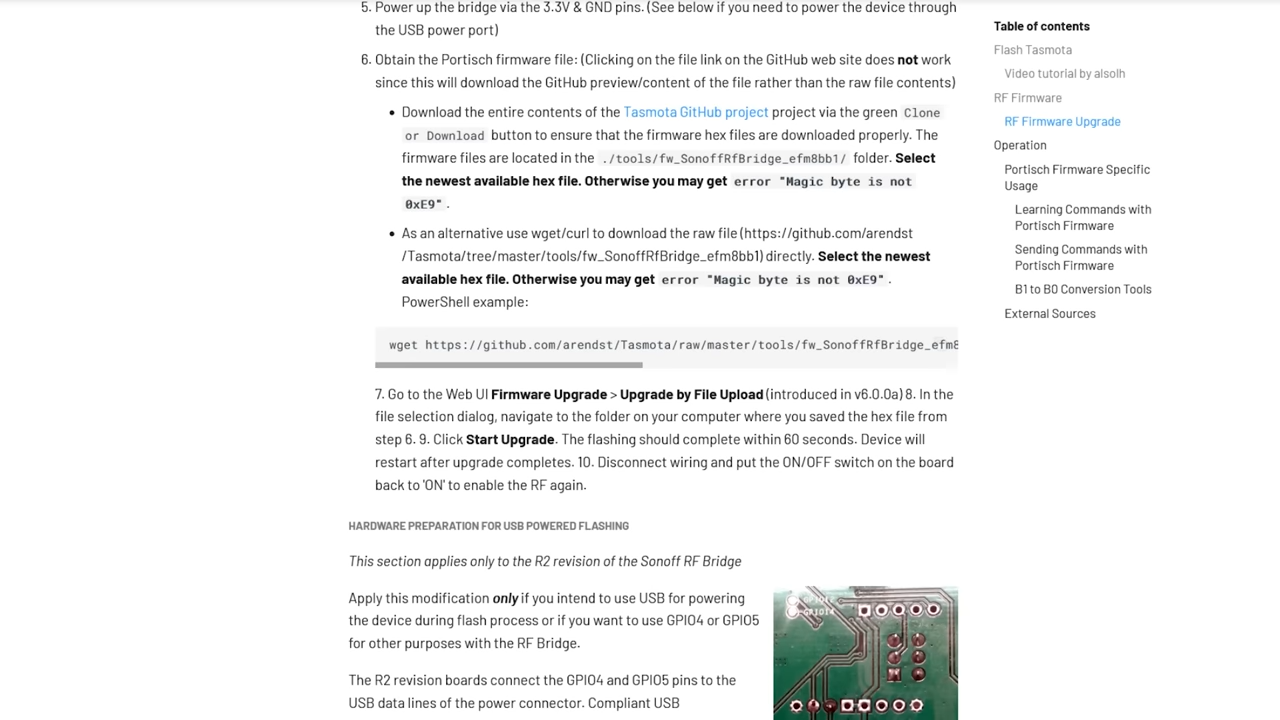 5. Power up the bridge via the 3.3V & GND pins. (See below if you need to power the device through
the USB power port)
6. Obtain the Portisch firmware file: (Clicking on the file link on the GitHub web site does not work
since this will download the GitHub preview/content of the file rather than the raw file contents)
• Download the entire contents of the Tasmota GitHub project project via the green Clone
or Download button to ensure that the firmware hex files are downloaded properly. The
firmware files are located in the ./tools/fw_SonoffRfBridge_efm8bb1/ folder. Select
the newest available hex file. Otherwise you may get error "Magic byte is not
0xE9" .
• As an alternative use wget/curl to download the raw file (https://github.com/arendst
/Tasmota/tree/master/tools/fw_SonoffRfBridge_efm8bb1) directly. Select the newest
available hex file. Otherwise you may get error "Magic byte is not 0xE9" .
PowerShell example:
wget https://github.com/arendst/Tasmota/raw/master/tools/fw_SonoffRfBridge_efm8
7. Go to the Web UI Firmware Upgrade > Upgrade by File Upload (introduced in v6.0.0a) 8. In the
file selection dialog, navigate to the folder on your computer where you saved the hex file from
step 6. 9. Click Start Upgrade. The flashing should complete within 60 seconds. Device will
restart after upgrade completes. 10. Disconnect wiring and put the ON/OFF switch on the board
back to 'ON' to enable the RF again.
HARDWARE PREPARATION FOR USB POWERED FLASHING
This section applies only to the R2 revision of the Sonoff RF Bridge
Apply this modification only if you intend to use USB for powering
the device during flash process or if you want to use GPIO4 or GPIO5
for other purposes with the RF Bridge.
The R2 revision boards connect the GPIO4 and GPIO5 pins to the
USB data lines of the power connector. Compliant USB
Table of contents
Flash Tasmota
Video tutorial by alsolh
RF Firmware
RF Firmware Upgrade
Operation
Portisch Firmware Specific
Usage
Learning Commands with
Portisch Firmware
Sending Commands with
Portisch Firmware
B1 to B0 Conversion Tools
External Sources